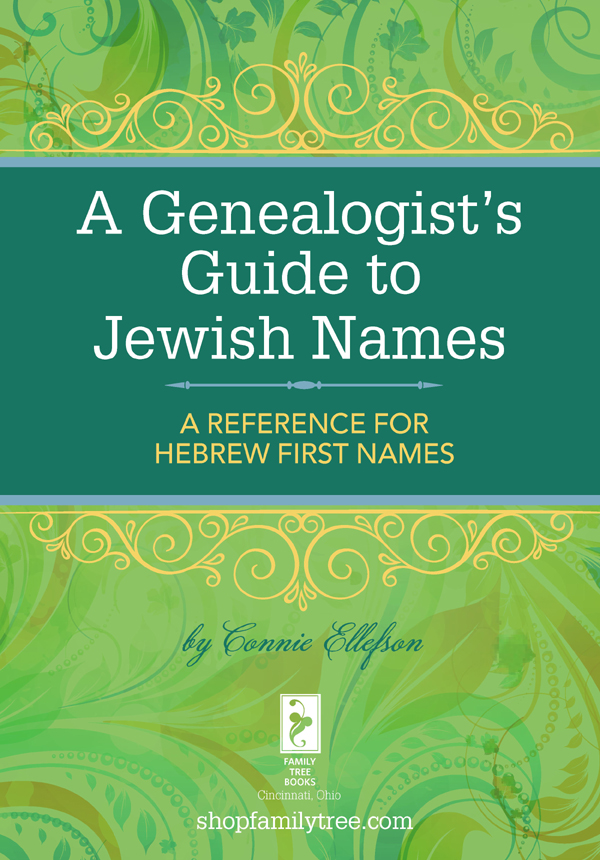 A Genealogist's
Guide to
Jewish Names
A REFERENCE FOR
HEBREW FIRST NAMES
by Connie Ellefson
FAMILY
TREE
BOOKS
Cincinnati, Ohio
shopfamilytree.com